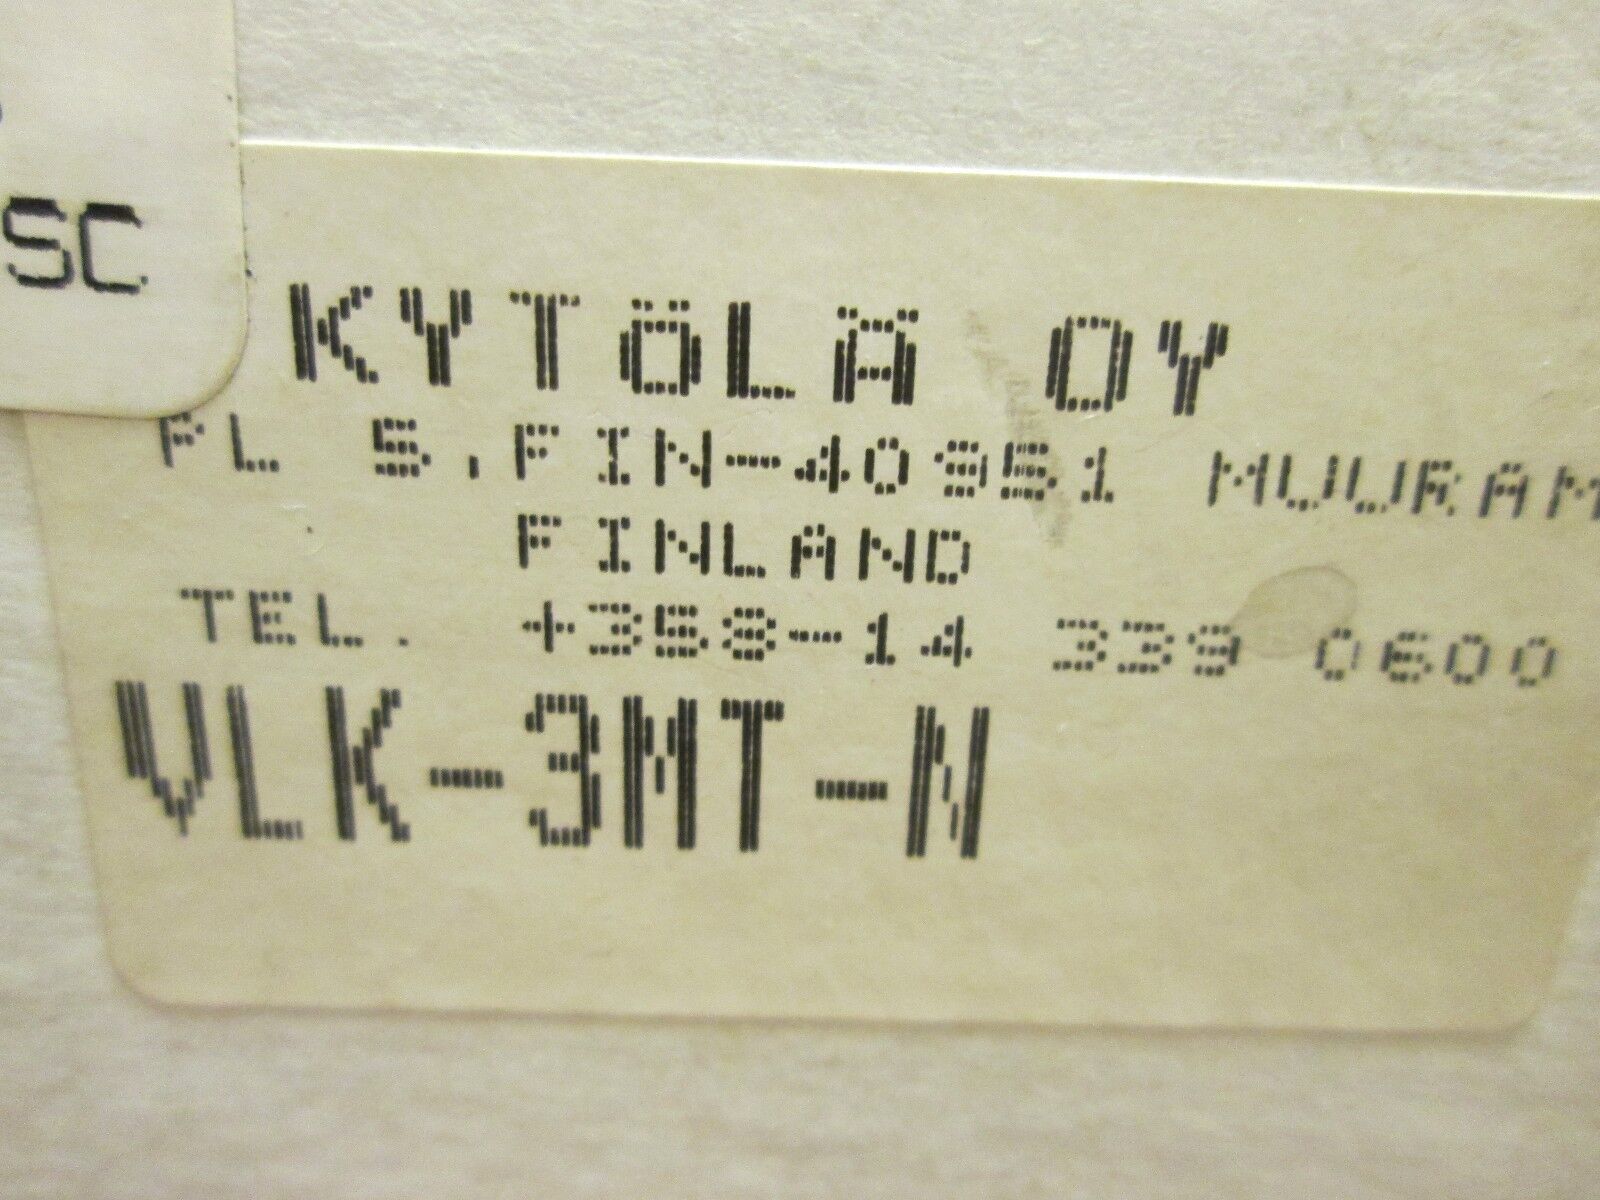 SC
KYTÖLÄ OY
PL 5,FIN-40951 MUURAM
FINLAND
TEL. +358-14 339 0600
VLK-3MT-N